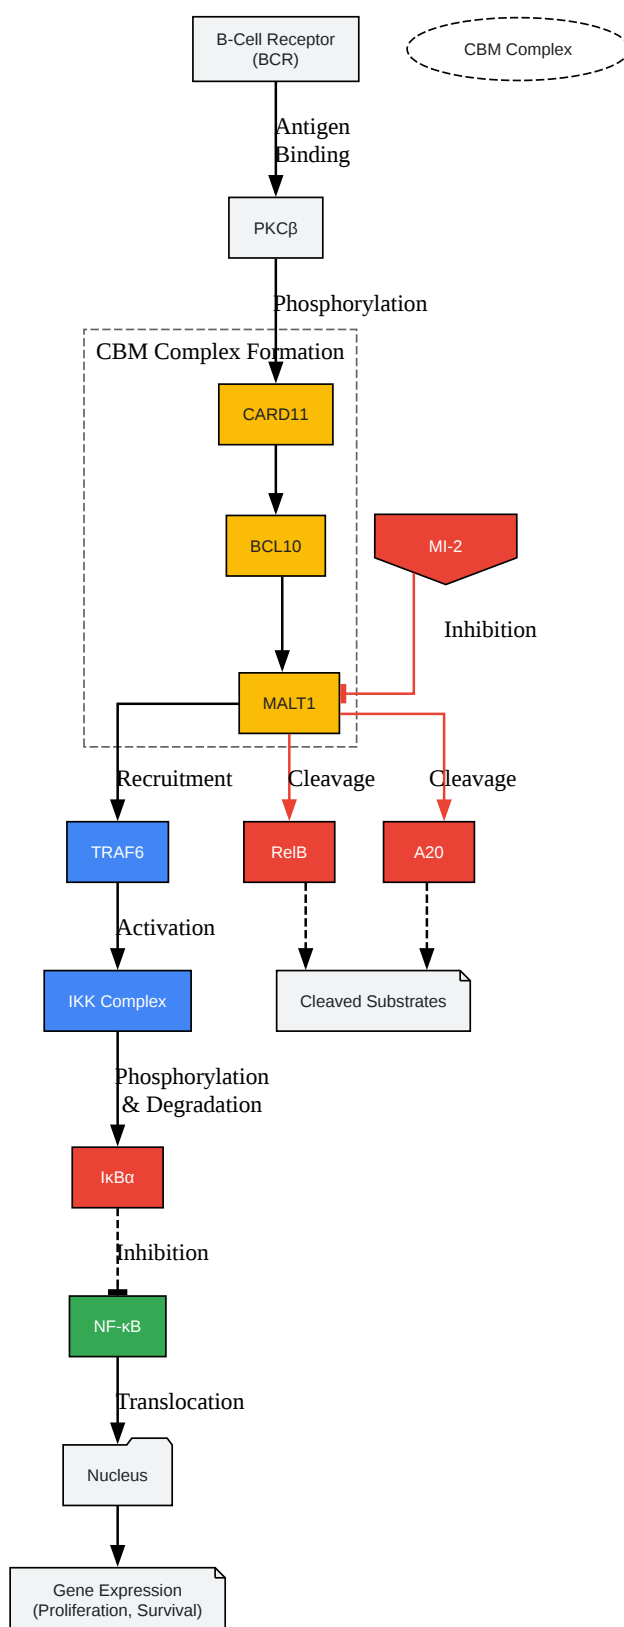 B-Cell Receptor
(BCR)
CBM Complex
Antigen
Binding
PKCβ
Phosphorylation
CBM Complex Formation
CARD11
BCL10
MI-2
Inhibition
MALT1
Recruitment
Cleavage
Cleavage
TRAF6
RelB
A20
Activation
IKK Complex
Cleaved Substrates
Phosphorylation
& Degradation
IκBα
Inhibition
NF-κB
Translocation
Nucleus
Gene Expression
(Proliferation, Survival)